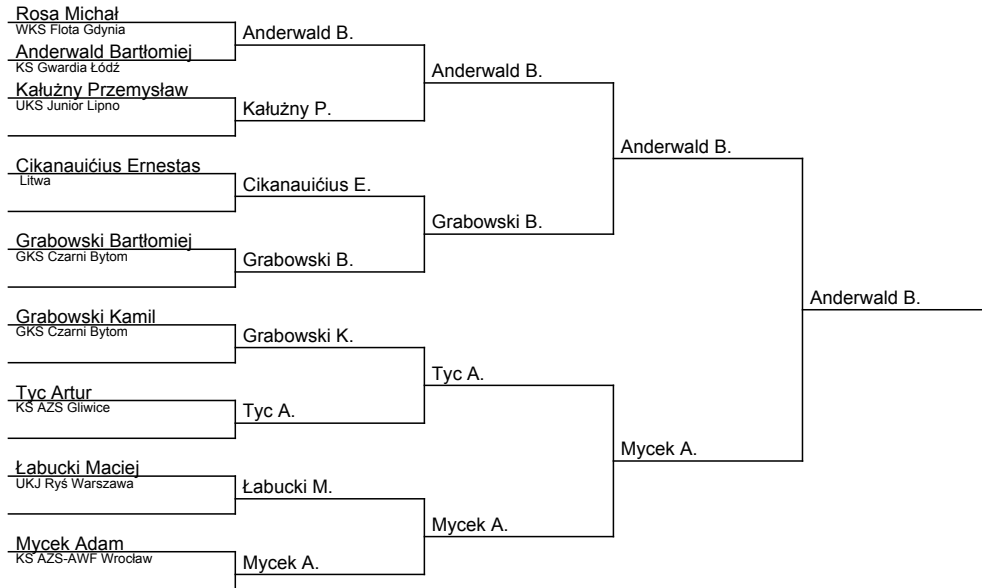 Rosa Michał
WKS Flota Gdynia
Anderwald Bartłomiej
KS Gwardia Łódź
Kałużny Przemysław
UKS Junior Lipno
Cikanauićius Ernestas
Litwa
Grabowski Bartłomiej
GKS Czarni Bytom
Grabowski Kamil
GKS Czarni Bytom
Tyc Artur
KS AZS Gliwice
Łabucki Maciej
UKJ Ryś Warszawa
Mycek Adam
KS AZS-AWF Wrocław
Anderwald B.
Kałużny P.
Cikanauićius E.
Grabowski B.
Grabowski K.
Tyc A.
Łabucki M.
Mycek A.
Anderwald B.
Grabowski B.
Tyc A.
Mycek A.
Anderwald B.
Mycek A.
Anderwald B.